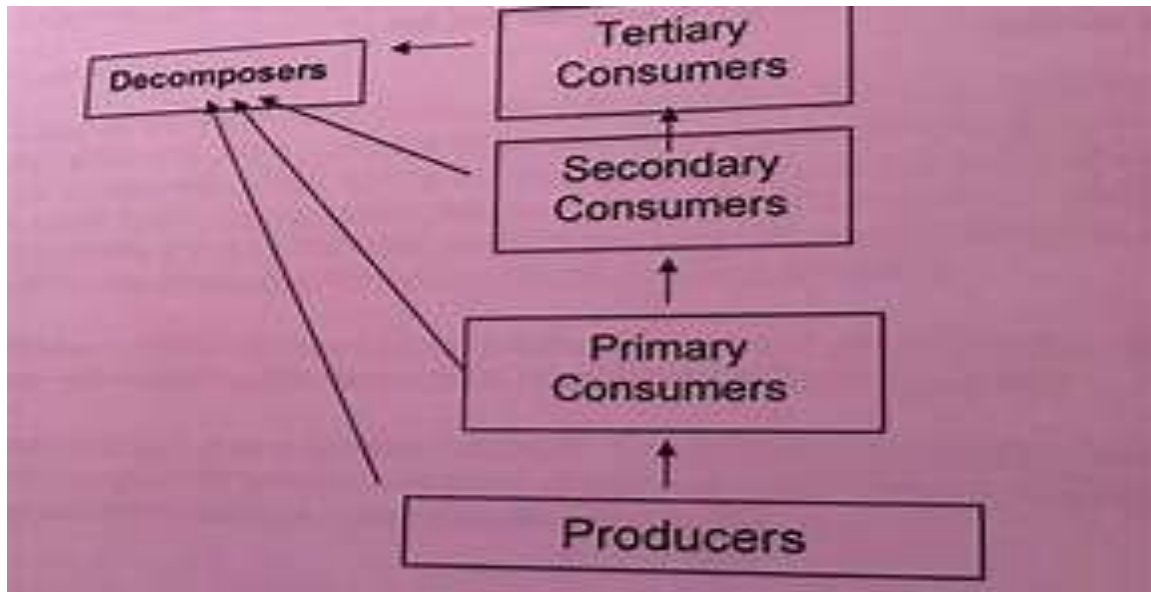 Tertiary
Consumers
Decomposers
Secondary
Consumers
Primary
Consumers
Producers